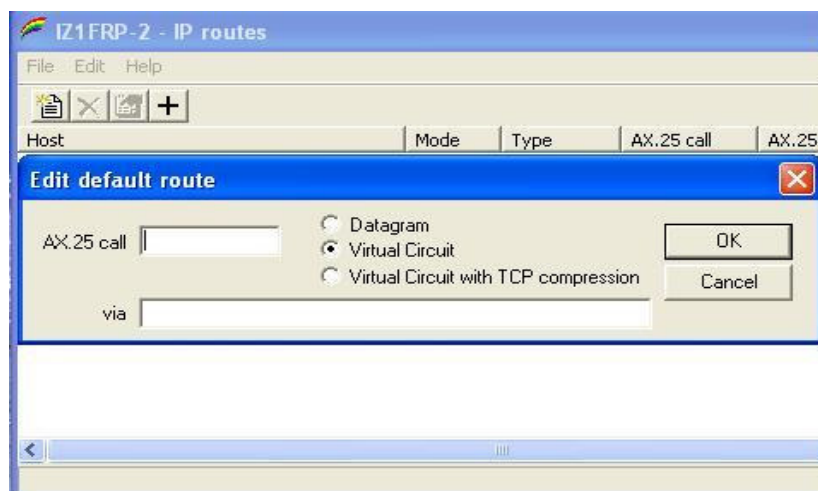 IZ1FRP-2 - IP routes
File Edit Help
Host Mode Type AX.25 call AX.25
Edit default route
AX.25 call
Datagram
Virtual Circuit
Virtual Circuit with TCP compression
OK
Cancel
via